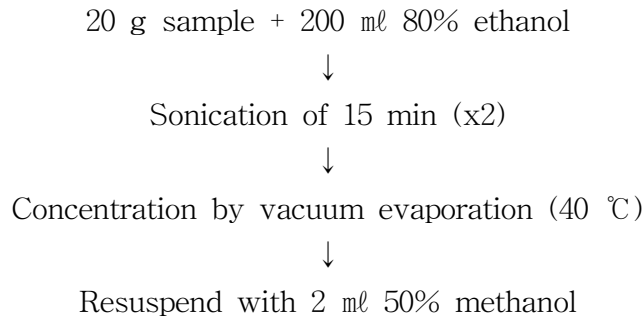 20 g sample + 200 ㎖ 80% ethanol
↓
Sonication of 15 min (x2)
↓
Concentration by vacuum evaporation (40 ℃)
↓
Resuspend with 2 ㎖ 50% methanol